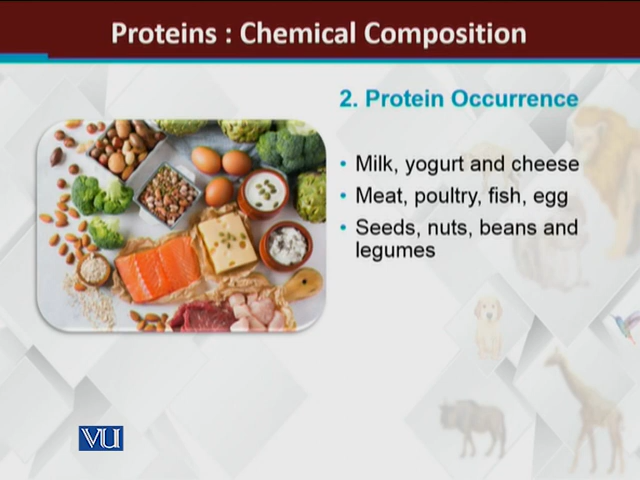 Proteins : Chemical Composition
2. Protein Occurrence
• Milk, yogurt and cheese
• Meat, poultry, fish, egg
• Seeds, nuts, beans and
legumes
VU